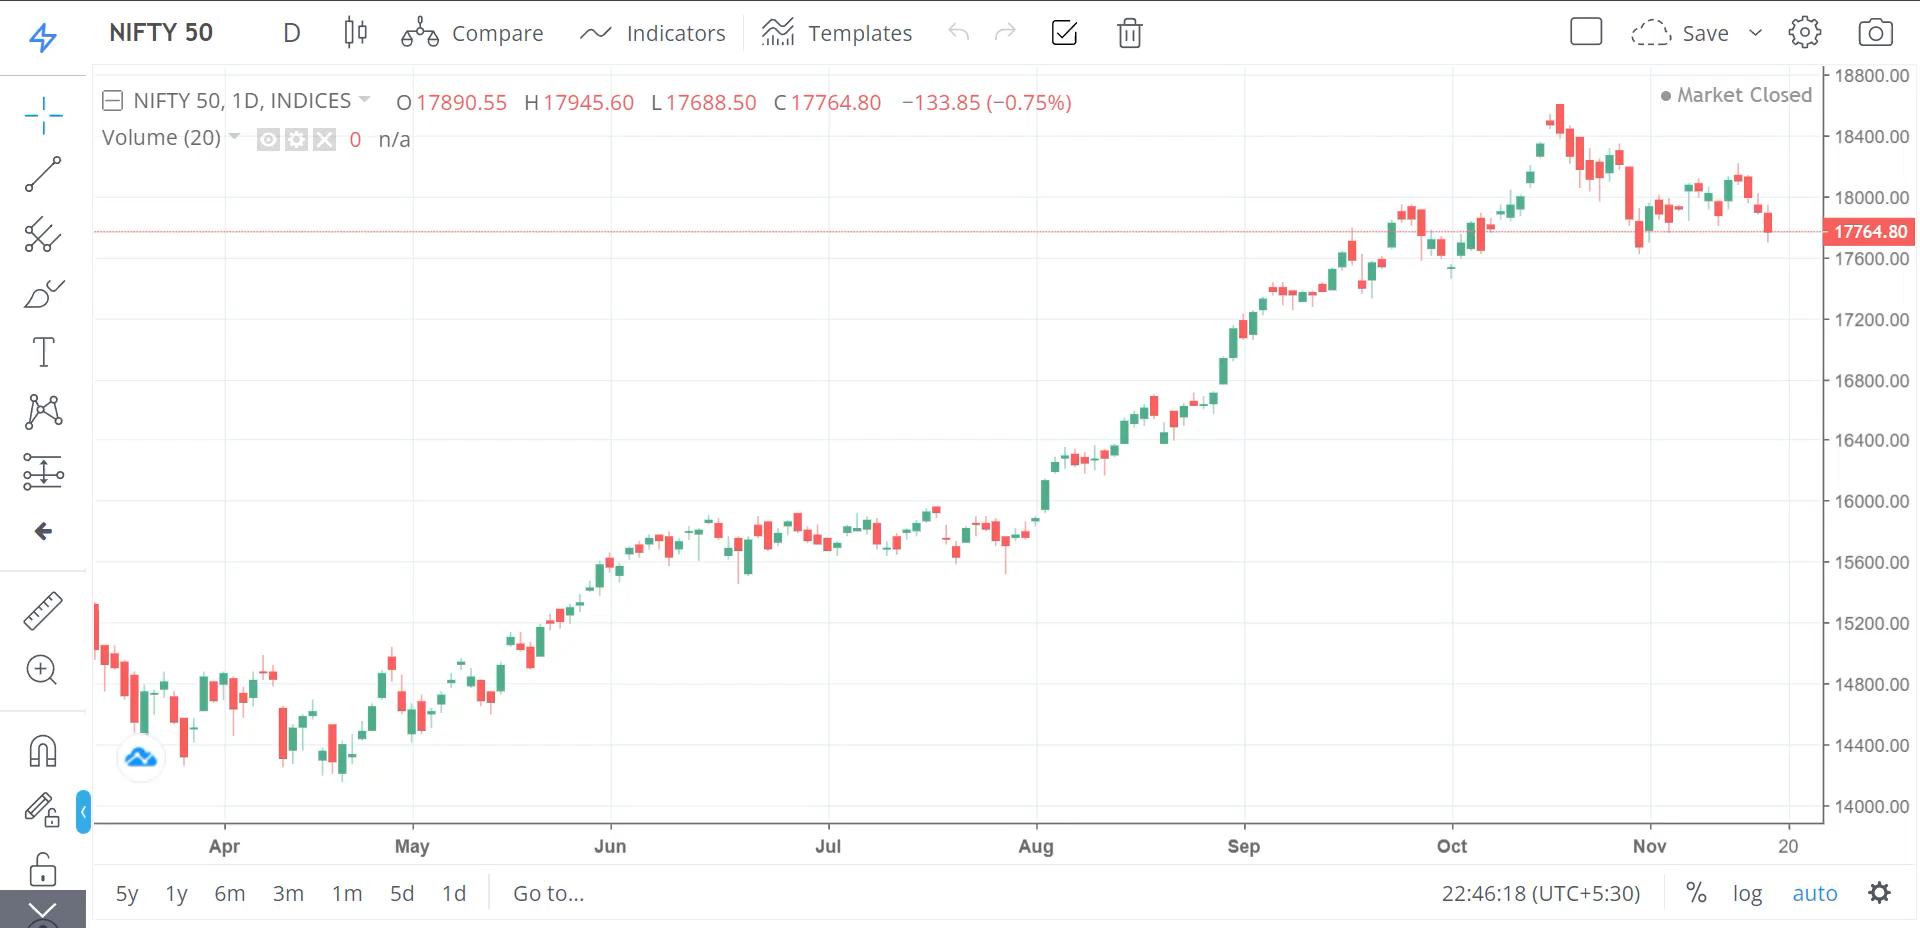 NIFTY 50 D Compare Indicators Templates Save
NIFTY 50, 1D, INDICES O 17890.55 H 17945.60 L 17688.50 C 17764.80 −133.85 (−0.75%)
Market Closed
Volume (20) 0 n/a
T
18800.00
18400.00
18000.00
17764.80
17600.00
17200.00
16800.00
16400.00
16000.00
15600.00
15200.00
14800.00
14400.00
14000.00
Apr May Jun Jul Aug Sep Oct Nov 20
5y 1y 6m 3m 1m 5d 1d Go to... 22:46:18 (UTC+5:30) % log auto